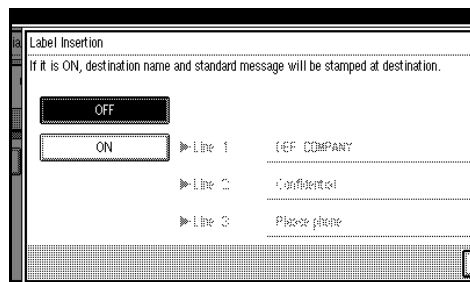 Label Insertion
If it is ON, destination name and standard message will be stamped at destination.
OFF
ON
Line 1 DEF COMPANY
Line 2 Confidential
Line 3 Please phone